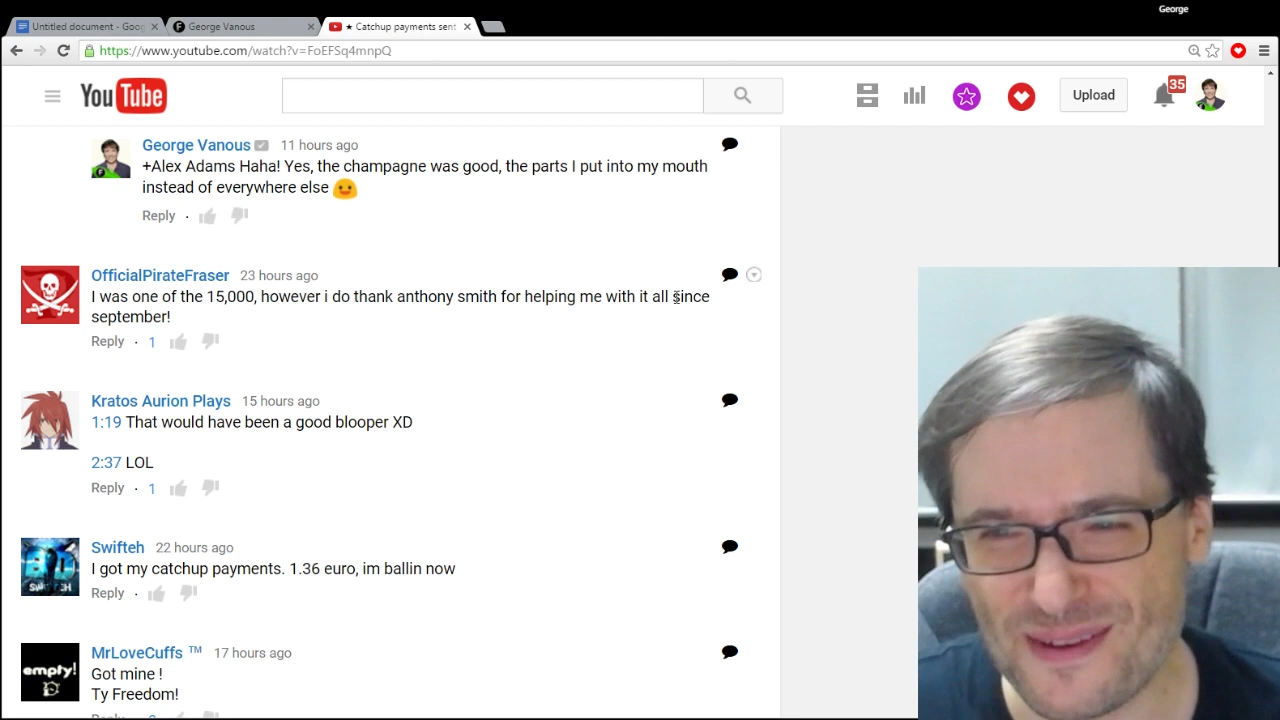 George
Untitled document - Goog
George Vanous
★ Catchup payments sent
https://www.youtube.com/watch?v=FoEFSq4mnpQ
YouTube
Upload
35
George Vanous 11 hours ago
+Alex Adams Haha! Yes, the champagne was good, the parts I put into my mouth
instead of everywhere else
Reply
OfficialPirateFraser 23 hours ago
I was one of the 15,000, however i do thank anthony smith for helping me with it all since
september!
Reply · 1
Kratos Aurion Plays 15 hours ago
1:19 That would have been a good blooper XD
2:37 LOL
Reply · 1
Swifteh 22 hours ago
I got my catchup payments. 1.36 euro, im ballin now
Reply
MrLoveCuffs ™ 17 hours ago
empty!
Got mine !
Ty Freedom!